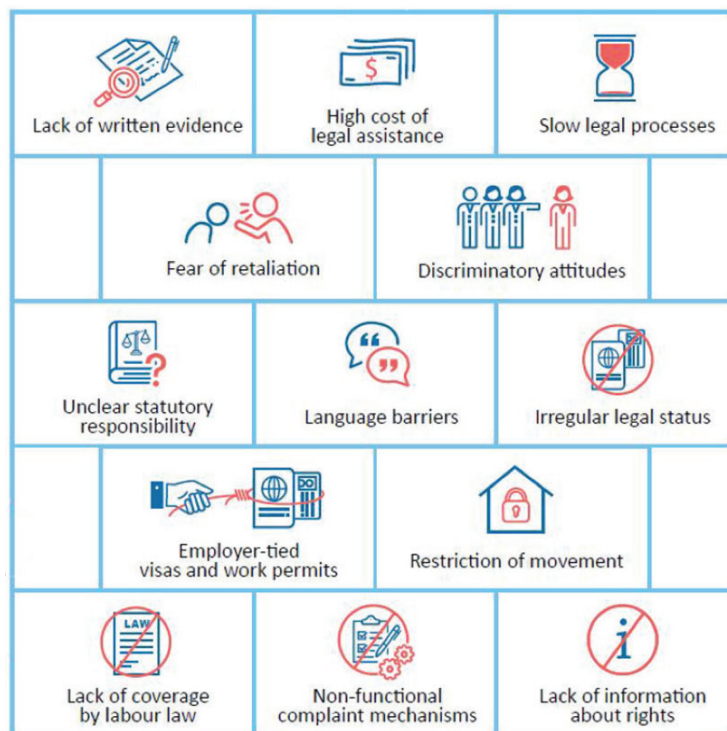 $
Lack of written evidence
High cost of
legal assistance
Slow legal processes
Fear of retaliation
Discriminatory attitudes
?
Unclear statutory
responsibility
Language barriers
Irregular legal status
Employer-tied
visas and work permits
Restriction of movement
LAW
Lack of coverage
by labour law
Non-functional
complaint mechanisms
i
Lack of information
about rights